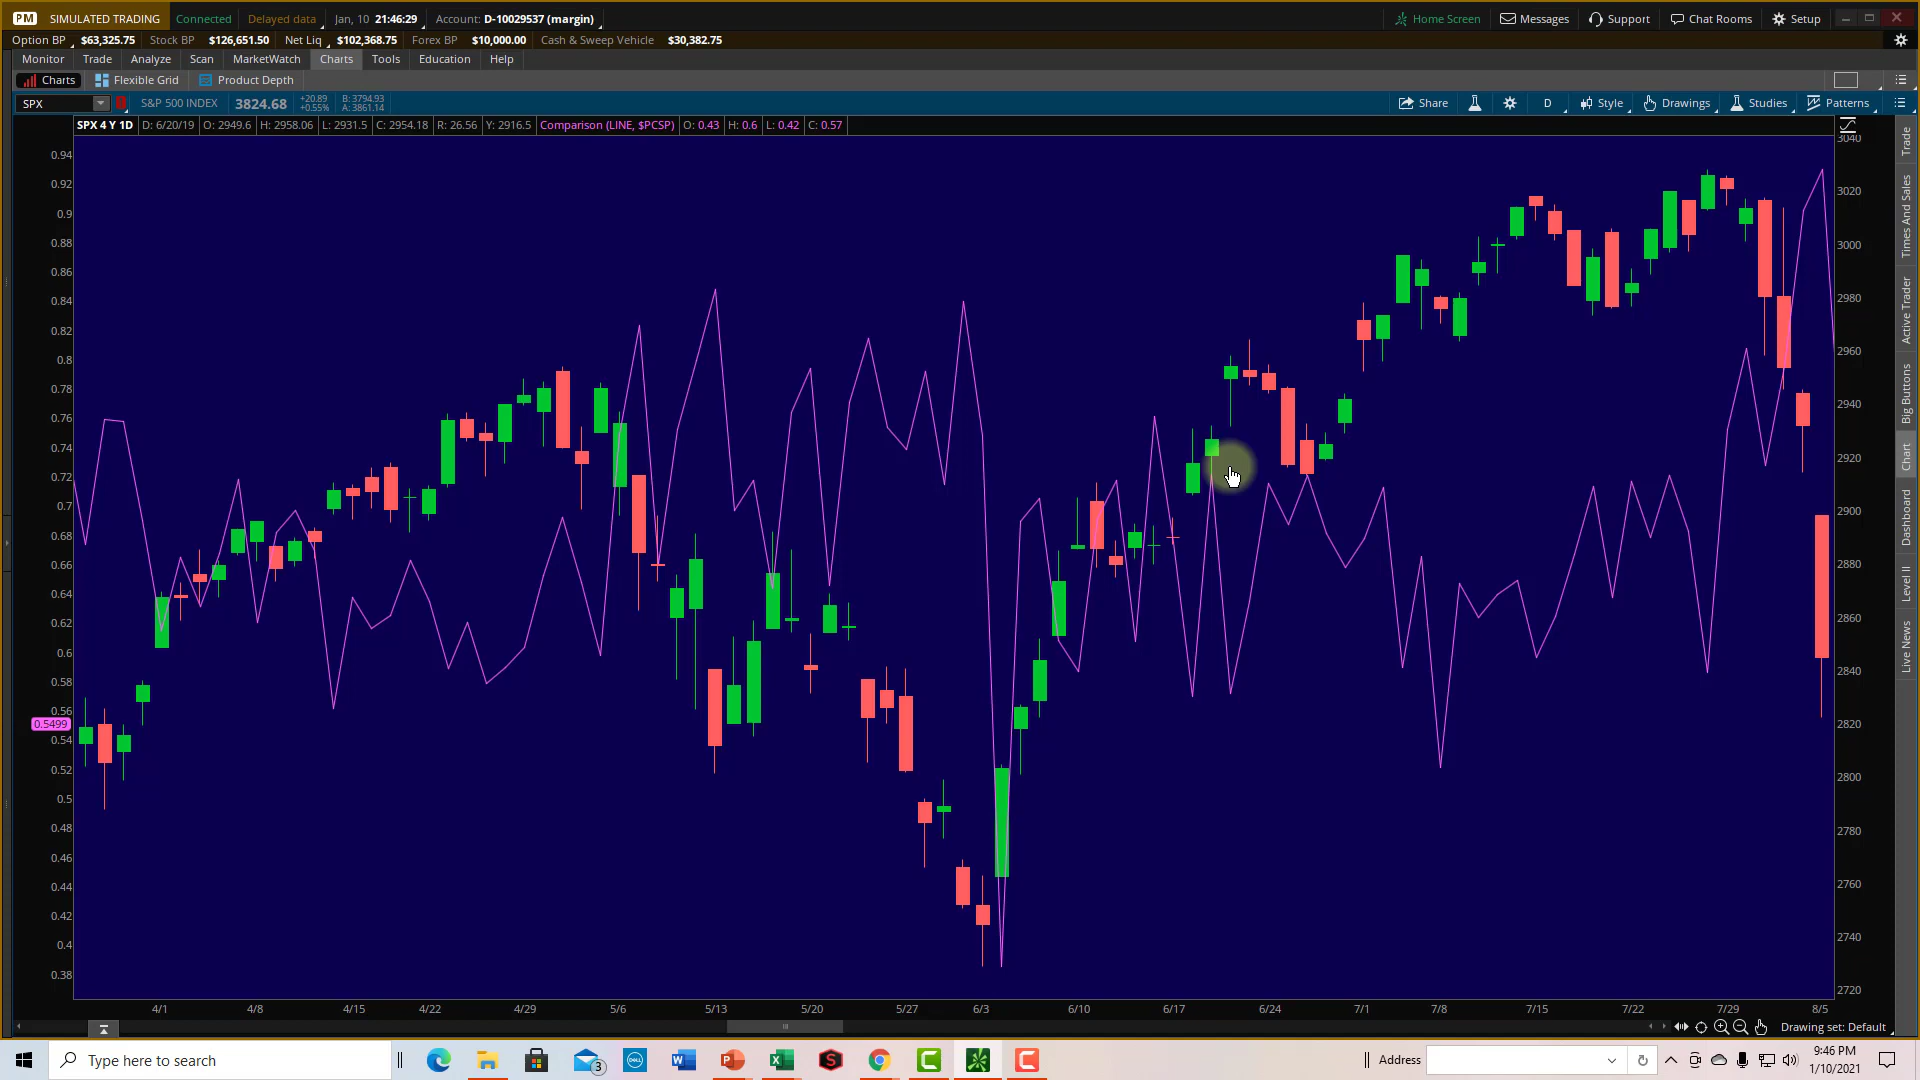 PM SIMULATED TRADING Connected Delayed data Jan, 10 21:46:29 Account: D-10029537 (margin) Home Screen Messages Support Chat Rooms Setup
Option BP $63,325.75 Stock BP $126,651.50 Net Liq $102,368.75 Forex BP $10,000.00 Cash & Sweep Vehicle $30,382.75
Monitor Trade Analyze Scan MarketWatch Charts Tools Education Help
Charts Flexible Grid Product Depth
SPX S&P 500 INDEX 3824.68 +20.89 +0.55% B: 3794.93 A: 3861.14 Share D Style Drawings Studies Patterns
SPX 4 Y 1D D: 6/20/19 O: 2949.6 H: 2958.06 L: 2931.5 C: 2954.18 R: 26.56 Y: 2916.5 Comparison (LINE, $PCSP) O: 0.43 H: 0.6 L: 0.42 C: 0.57
0.94
0.92
0.9
0.88
0.86
0.84
0.82
0.8
0.78
0.76
0.74
0.72
0.7
0.68
0.66
0.64
0.62
0.6
0.58
0.56
0.5499
0.54
0.52
0.5
0.48
0.46
0.44
0.42
0.4
0.38
3040
3020
3000
2980
2960
2940
2920
2900
2880
2860
2840
2820
2800
2780
2760
2740
2720
Trade
Times And Sales
Active Trader
Big Buttons
Chart
Dashboard
Level II
Live News
4/1 4/8 4/15 4/22 4/29 5/6 5/13 5/20 5/27 6/3 6/10 6/17 6/24 7/1 7/8 7/15 7/22 7/29 8/5
Drawing set: Default
Type here to search 3 DELL Address 9:46 PM
1/10/2021